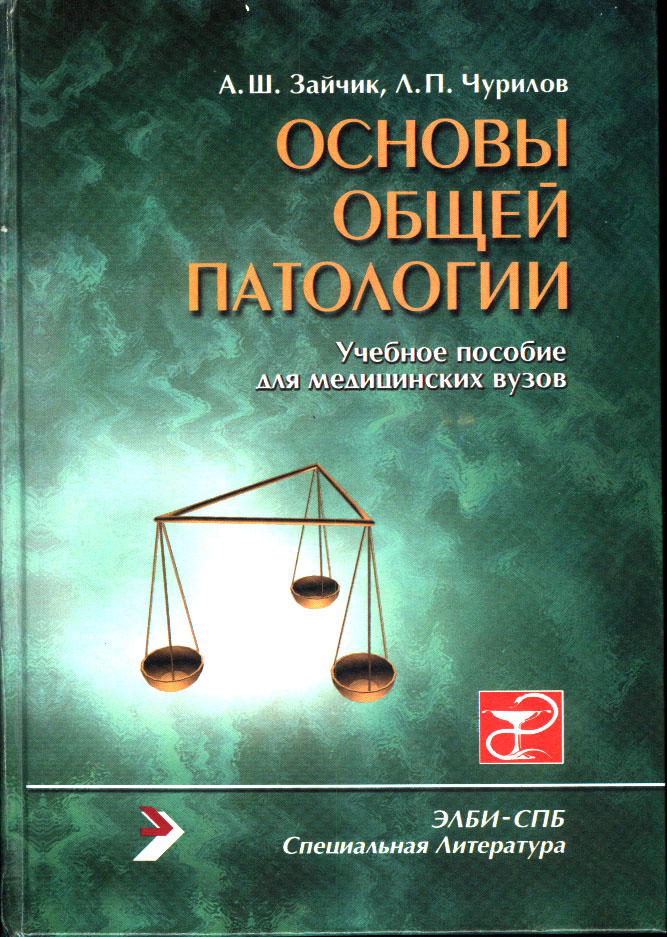 А.Ш. Зайчик, Л.П. Чурилов
ОСНОВЫ
ОБЩЕЙ
ПАТОЛОГИИ
Учебное пособие
для медицинских вузов
ЭЛБИ-СПБ
Специальная Литература